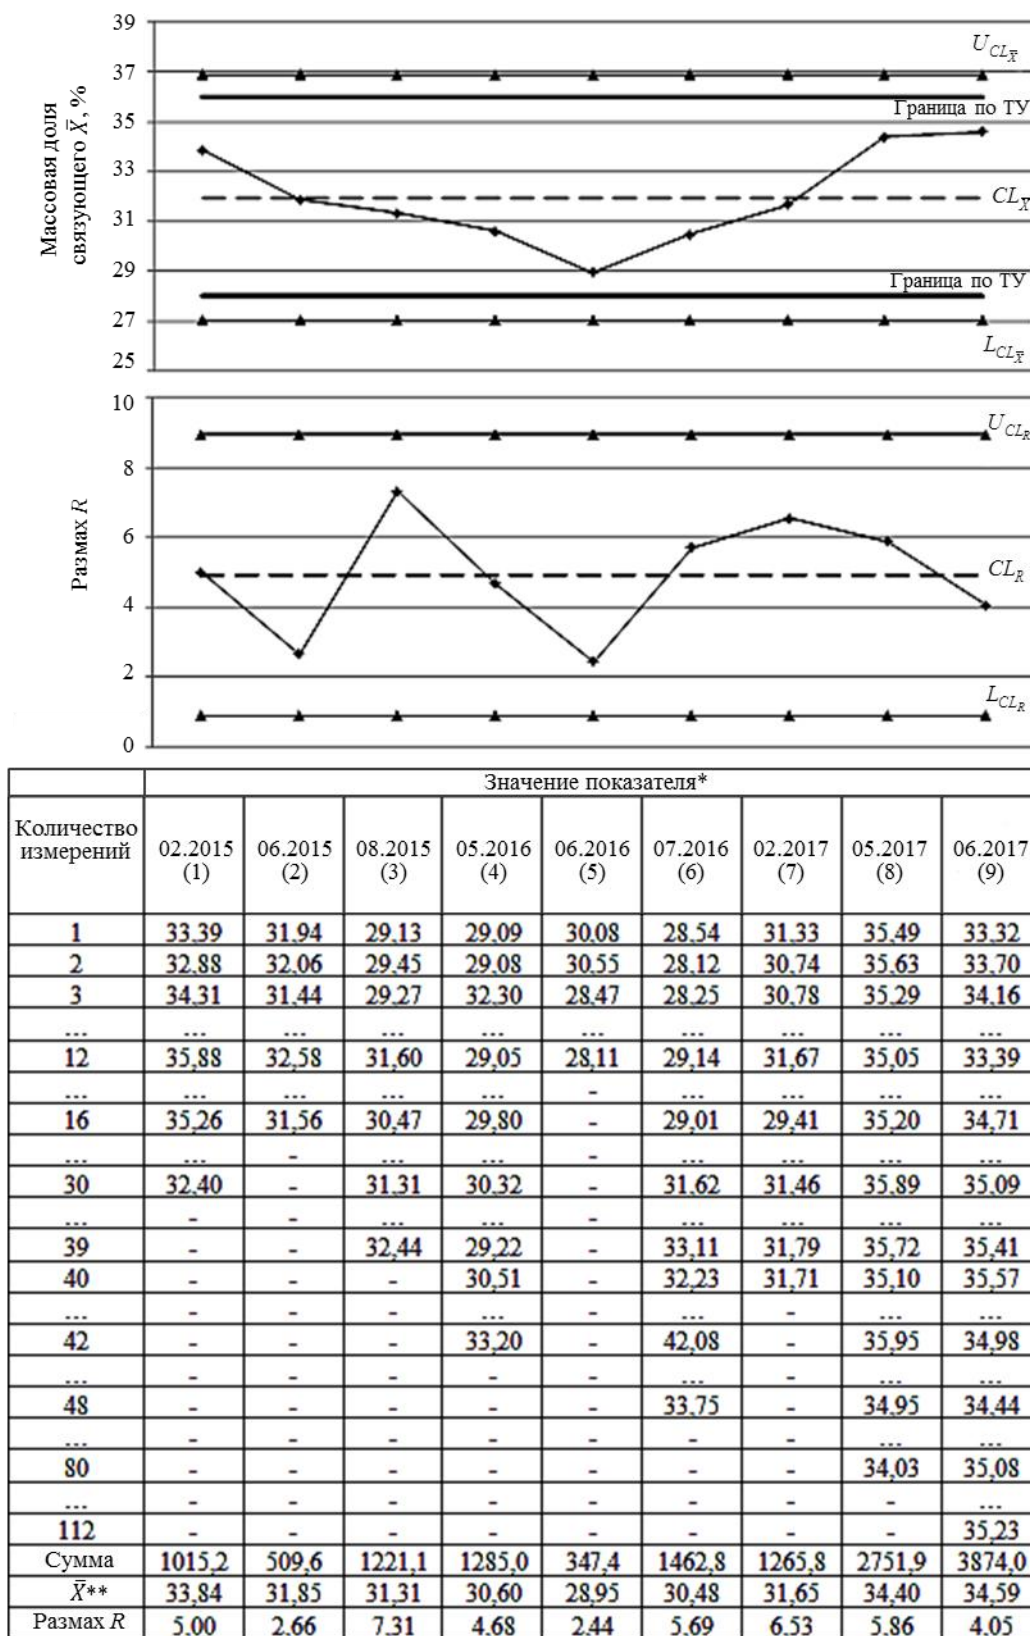 39
37
35
33
31
29
27
25
Массовая доля
связующего X̄, %
U_CL_X̄
Граница по ТУ
CL_X̄
Граница по ТУ
L_CL_X̄
10
8
6
4
2
0
Размах R
U_CL_R
CL_R
L_CL_R
Значение показателя*
Количество измерений 02.2015 (1) 06.2015 (2) 08.2015 (3) 05.2016 (4) 06.2016 (5) 07.2016 (6) 02.2017 (7) 05.2017 (8) 06.2017 (9)
1 33,39 31,94 29,13 29,09 30,08 28,54 31,33 35,49 33,32
2 32,88 32,06 29,45 29,08 30,55 28,12 30,74 35,63 33,70
3 34,31 31,44 29,27 32,30 28,47 28,25 30,78 35,29 34,16
... ... ... ... ... ... ... ... ... ...
12 35,88 32,58 31,60 29,05 28,11 29,14 31,67 35,05 33,39
... ... ... ... ... - ... ... ... ...
16 35,26 31,56 30,47 29,80 - 29,01 29,41 35,20 34,71
... ... - ... ... - ... ... ... ...
30 32,40 - 31,31 30,32 - 31,62 31,46 35,89 35,09
... - - ... ... - ... ... ... ...
39 - - 32,44 29,22 - 33,11 31,79 35,72 35,41
40 - - - 30,51 - 32,23 31,71 35,10 35,57
... - - - ... - ... - ... ...
42 - - - 33,20 - 42,08 - 35,95 34,98
... - - - - - ... - ... ...
48 - - - - - 33,75 - 34,95 34,44
... - - - - - - - ... ...
80 - - - - - - - 34,03 35,08
... - - - - - - - - ...
112 - - - - - - - - 35,23
Сумма 1015,2 509,6 1221,1 1285,0 347,4 1462,8 1265,8 2751,9 3874,0
X̄** 33,84 31,85 31,31 30,60 28,95 30,48 31,65 34,40 34,59
Размах R 5,00 2,66 7,31 4,68 2,44 5,69 6,53 5,86 4,05